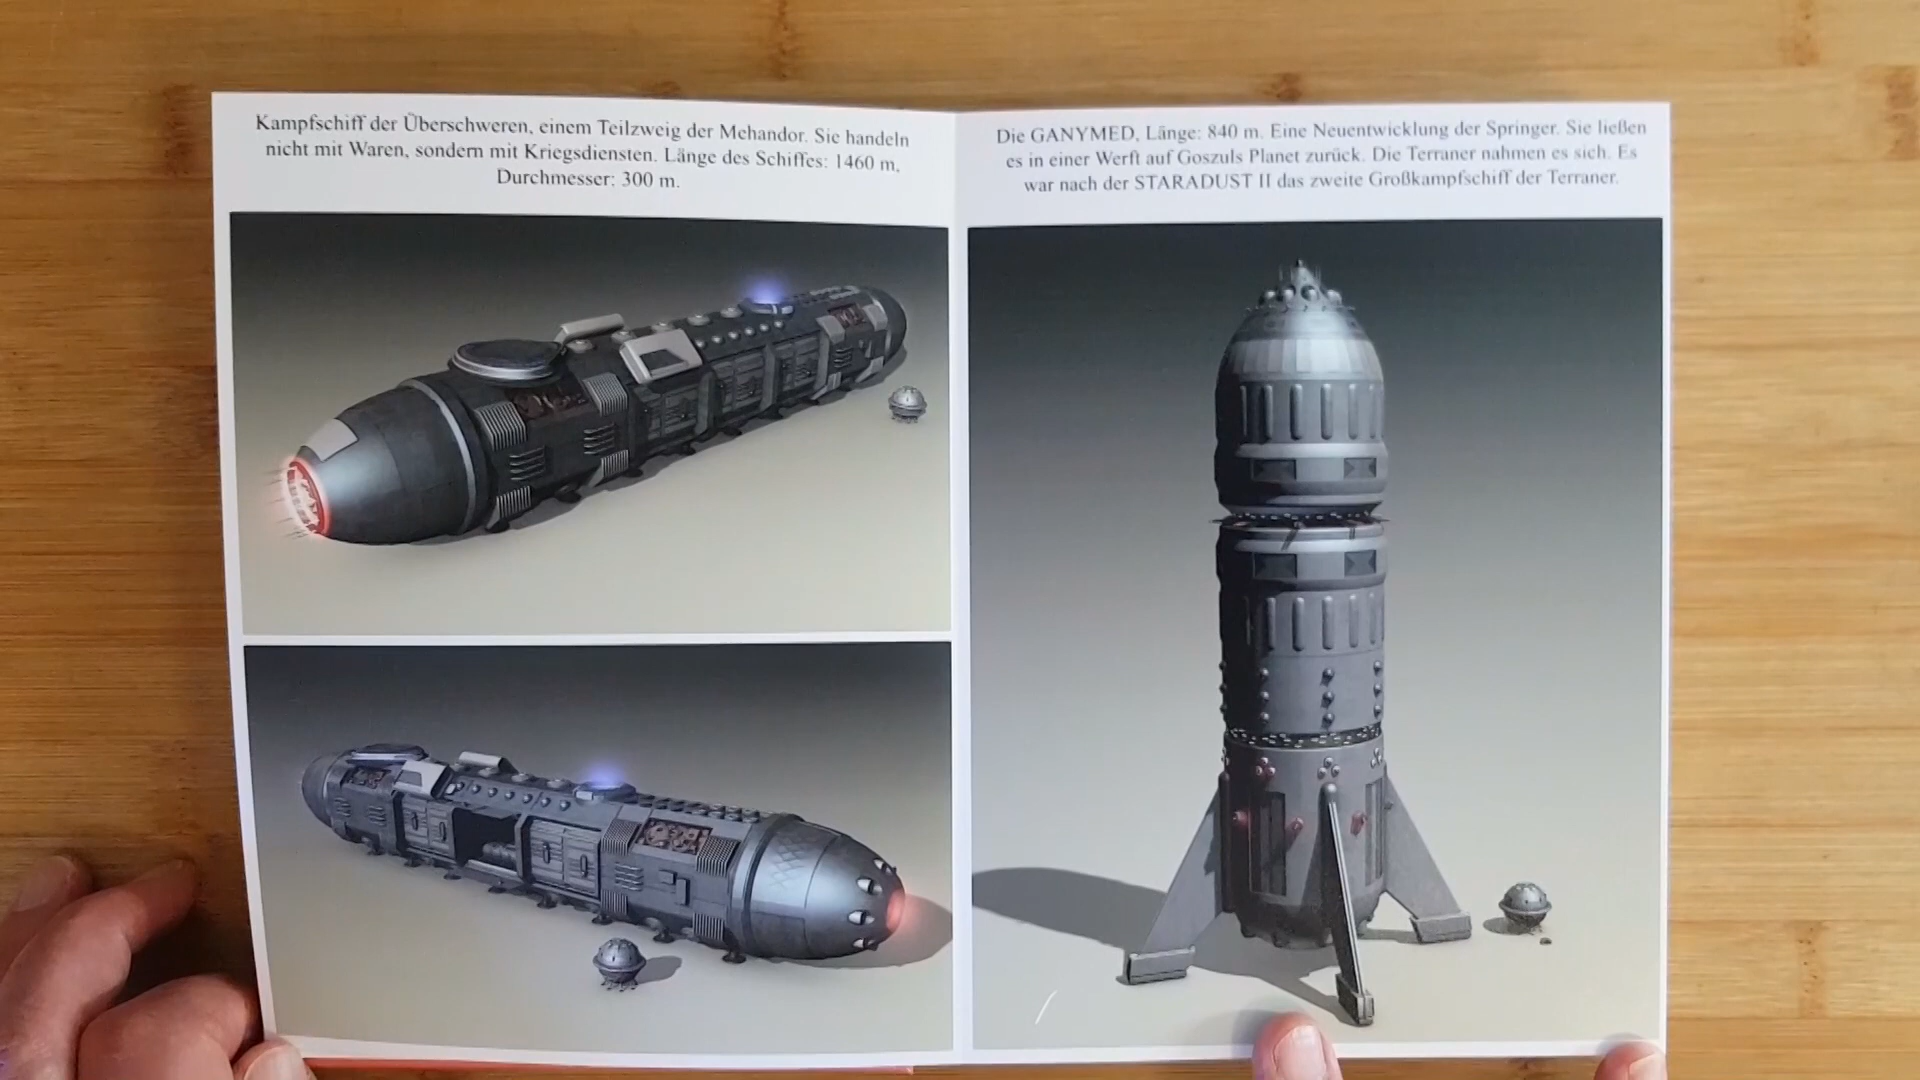 Kampfschiff der Überschweren, einem Teilzweig der Mehandor. Sie handeln
nicht mit Waren, sondern mit Kriegsdiensten. Länge des Schiffes: 1460 m,
Durchmesser: 300 m.
Die GANYMED, Länge: 840 m. Eine Neuentwicklung der Springer. Sie ließen
es in einer Werft auf Goszuls Planet zurück. Die Terraner nahmen es sich. Es
war nach der STARADUST II das zweite Großkampfschiff der Terraner.